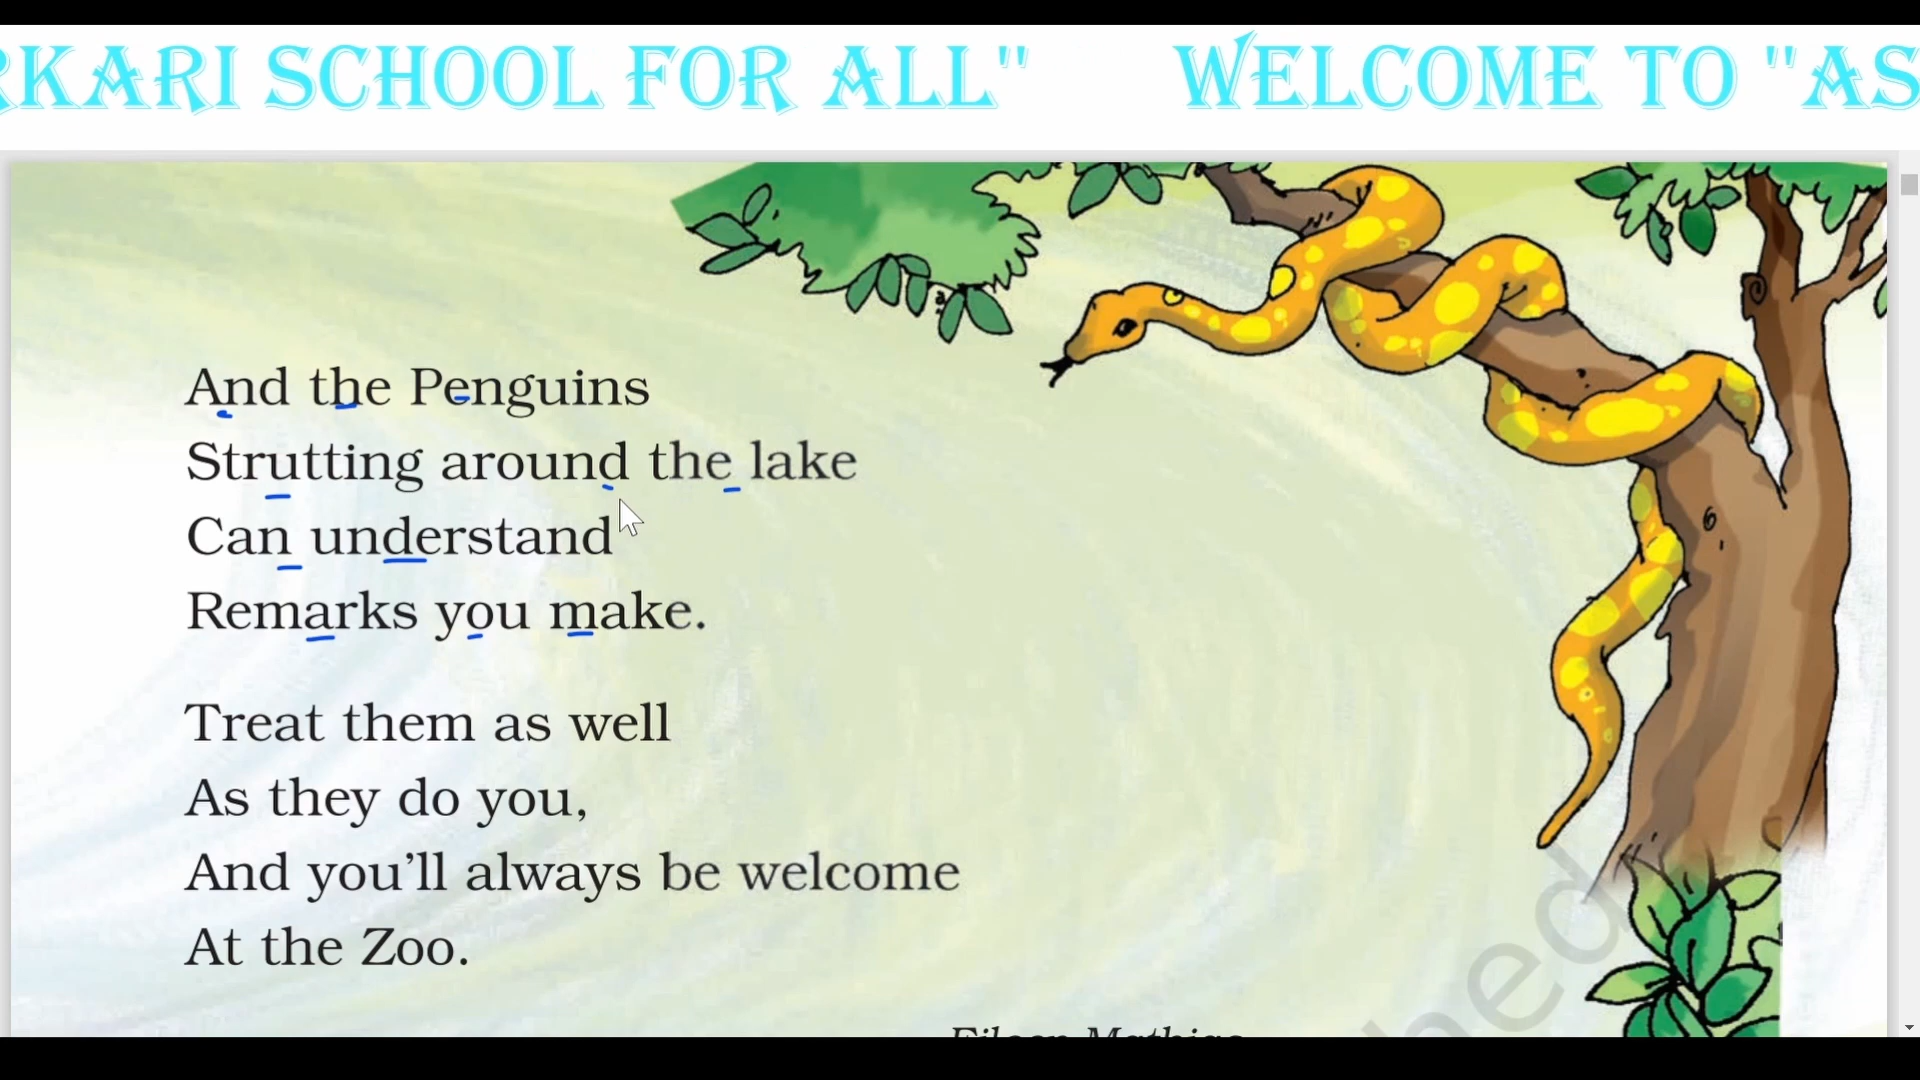 RKARI SCHOOL FOR ALL" WELCOME TO "AS
And the Penguins
Strutting around the lake
Can understand
Remarks you make.
Treat them as well
As they do you,
And you'll always be welcome
At the Zoo.